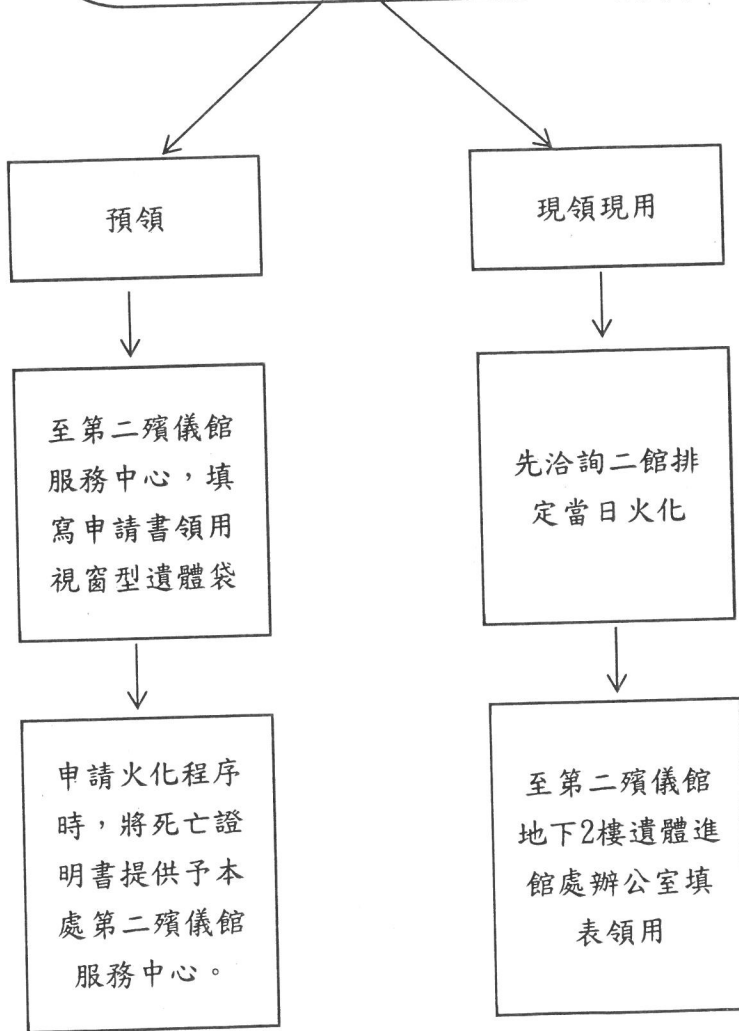 預領
至第二殯儀館
服務中心，填
寫申請書領用
視窗型遺體袋
申請火化程序
時，將死亡證
明書提供予本
處第二殯儀館
服務中心。
現領現用
先洽詢二館排
定當日火化
至第二殯儀館
地下2樓遺體進
館處辦公室填
表領用